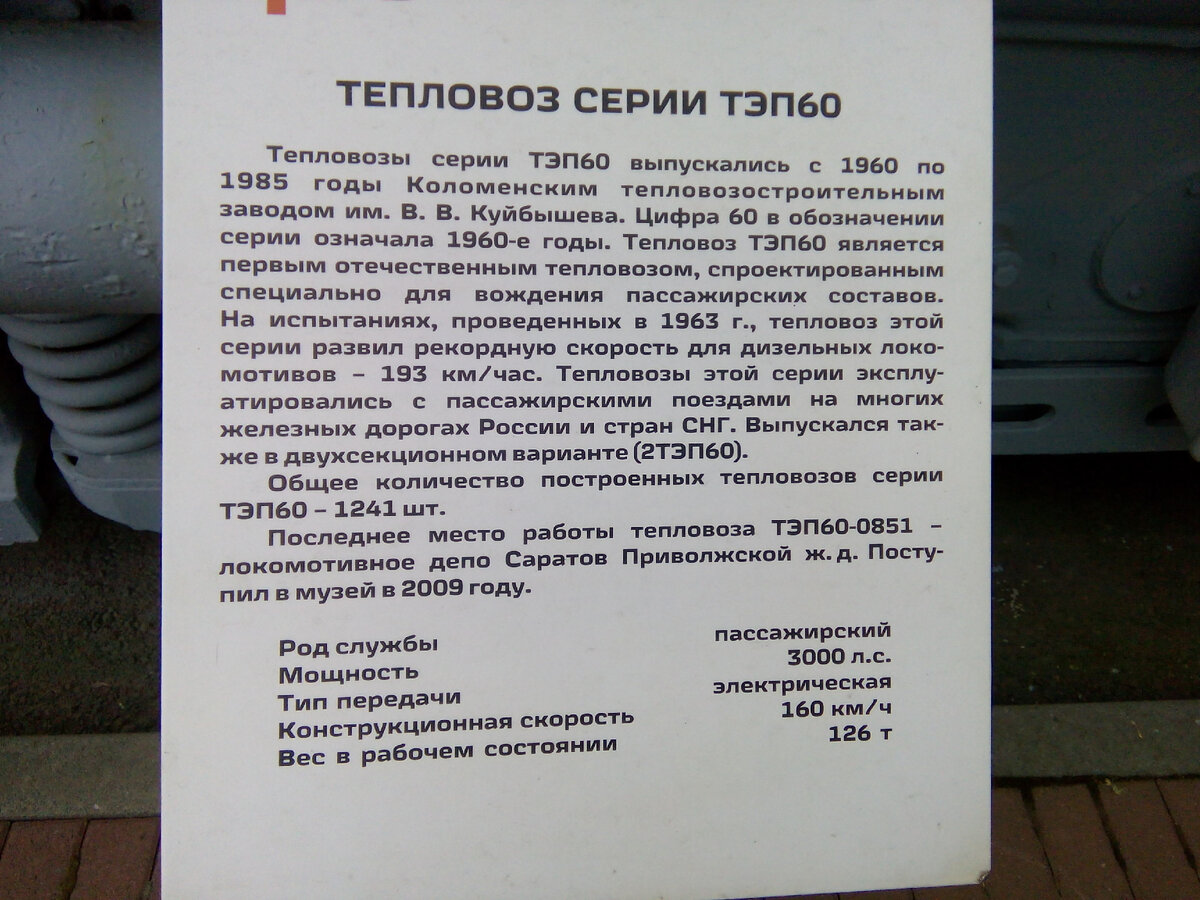 ТЕПЛОВОЗ СЕРИИ ТЭП60
Тепловозы серии ТЭП60 выпускались с 1960 по
1985 годы Коломенским тепловозостроительным
заводом им. В. В. Куйбышева. Цифра 60 в обозначении
серии означала 1960-е годы. Тепловоз ТЭП60 является
первым отечественным тепловозом, спроектированным
специально для вождения пассажирских составов.
На испытаниях, проведенных в 1963 г., тепловоз этой
серии развил рекордную скорость для дизельных локо-
мотивов – 193 км/час. Тепловозы этой серии эксплу-
атировались с пассажирскими поездами на многих
железных дорогах России и стран СНГ. Выпускался так-
же в двухсекционном варианте (2ТЭП60).
Общее количество построенных тепловозов серии
ТЭП60 – 1241 шт.
Последнее место работы тепловоза ТЭП60-0851 –
локомотивное депо Саратов Приволжской ж. д. Посту-
пил в музей в 2009 году.
Род службы пассажирский
Мощность 3000 л.с.
Тип передачи электрическая
Конструкционная скорость 160 км/ч
Вес в рабочем состоянии 126 т